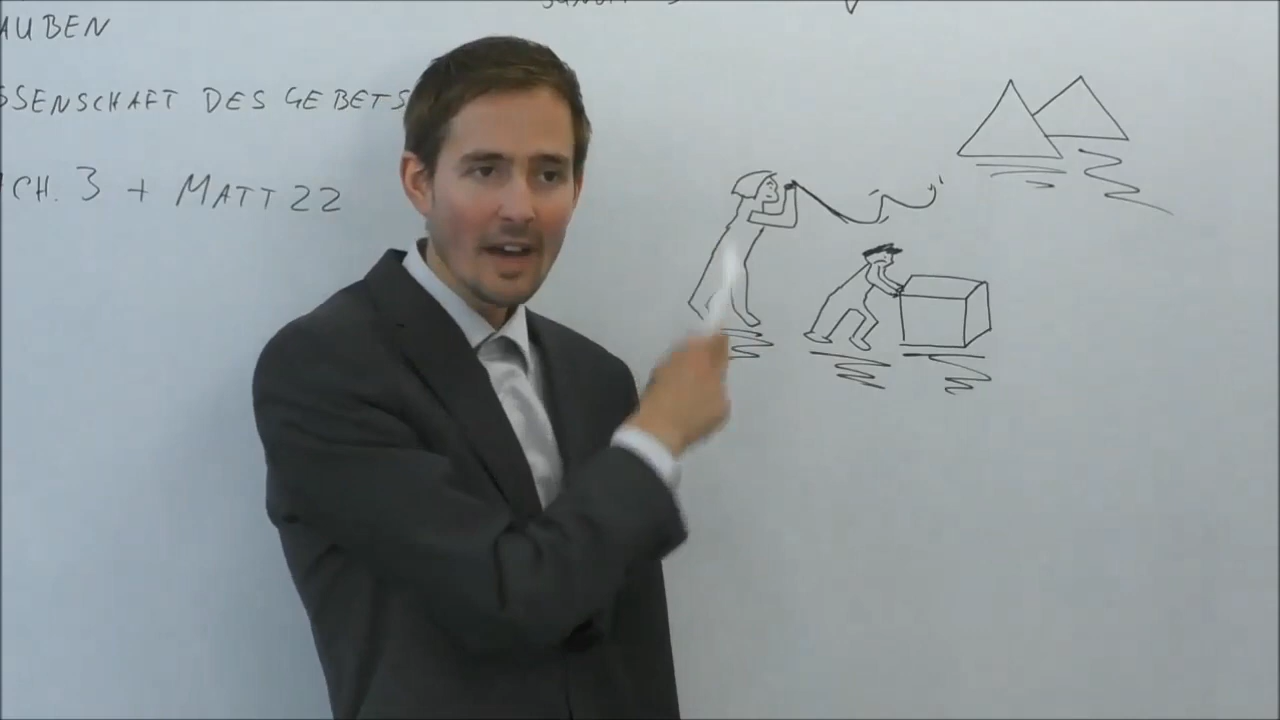 AUBEN
SSENSCHAFT DES GEBETS
CH. 3 + MATT 22